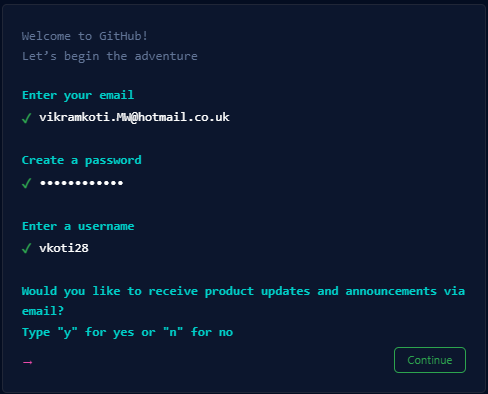 Welcome to GitHub!
Let’s begin the adventure
Enter your email
✓ vikramkoti.MW@hotmail.co.uk
Create a password
✓ ••••••••••••
Enter a username
✓ vkoti28
Would you like to receive product updates and announcements via
email?
Type "y" for yes or "n" for no
→
Continue